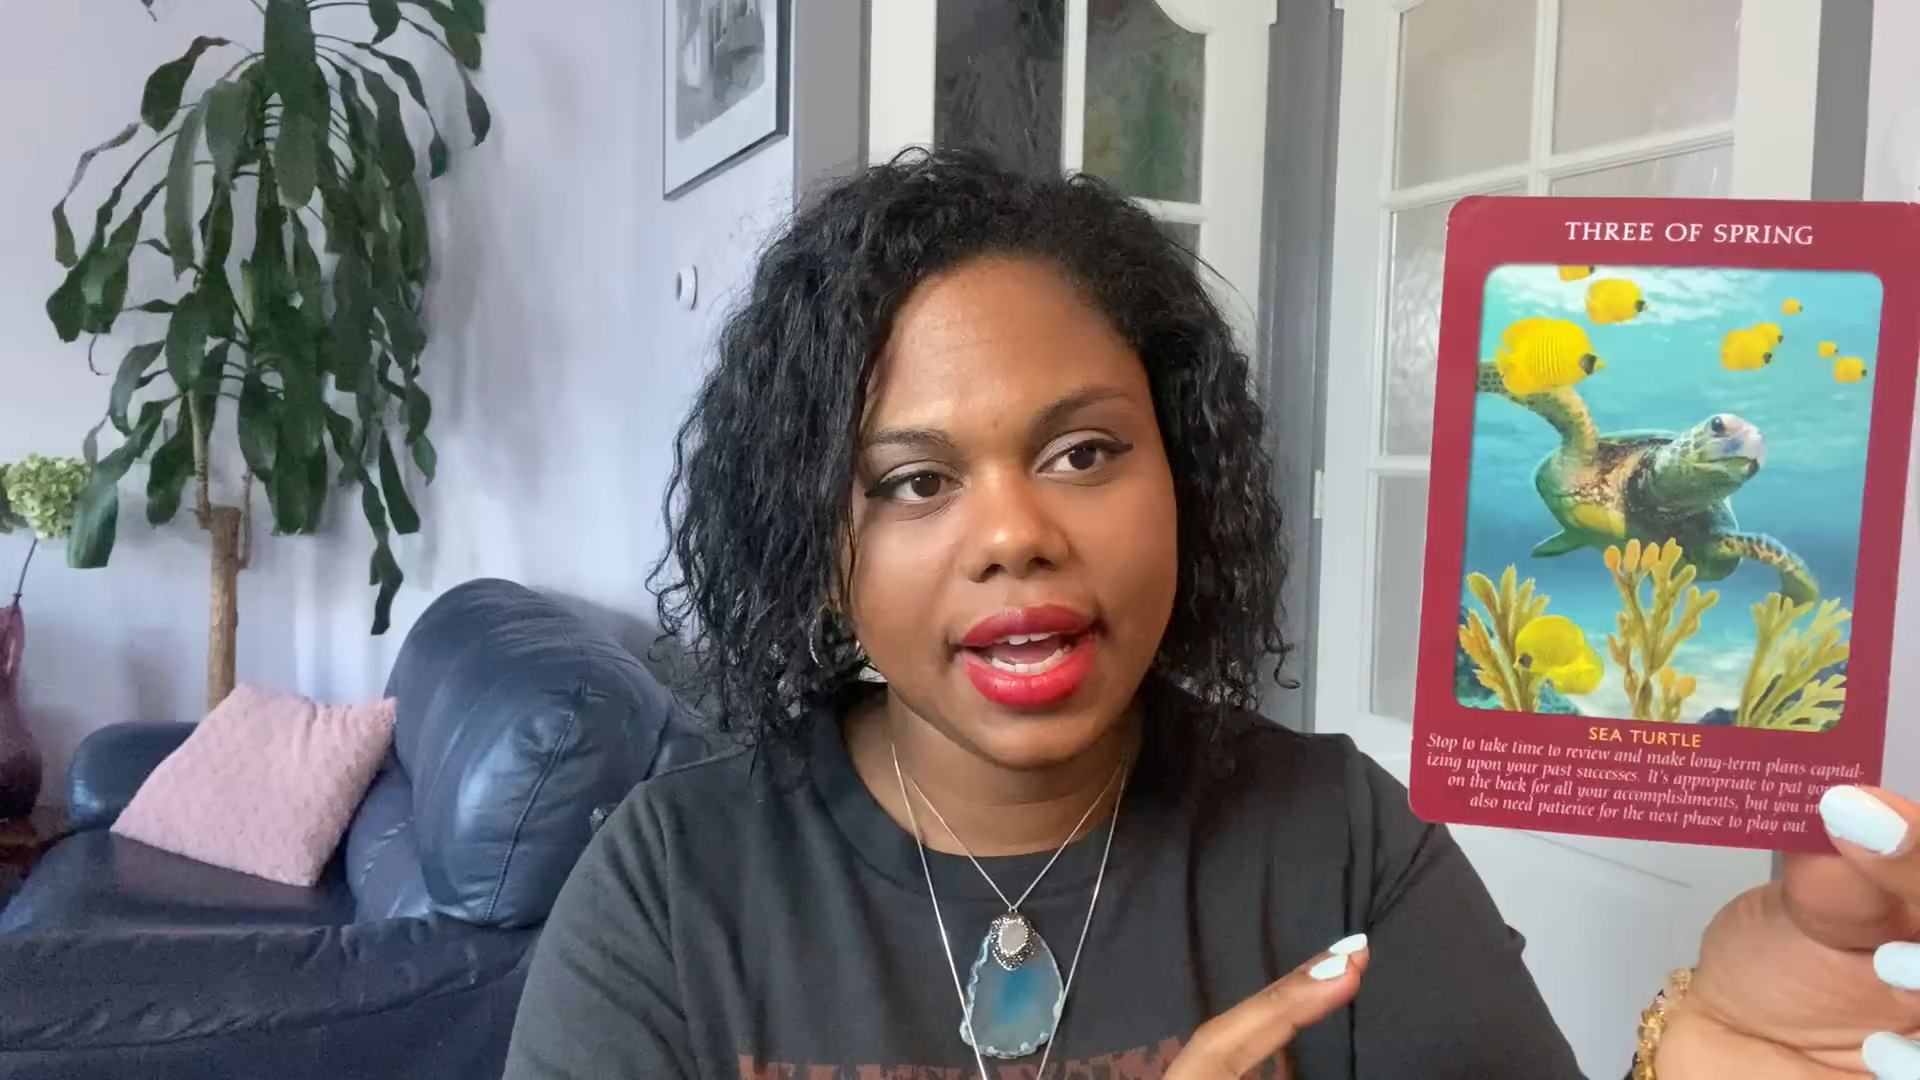 THREE OF SPRING
SEA TURTLE
Stop to take time to review and make long-term plans capital-
izing upon your past successes. It's appropriate to pat
on the back for all your accomplishments, but you
also need patience for the next phase to play out.